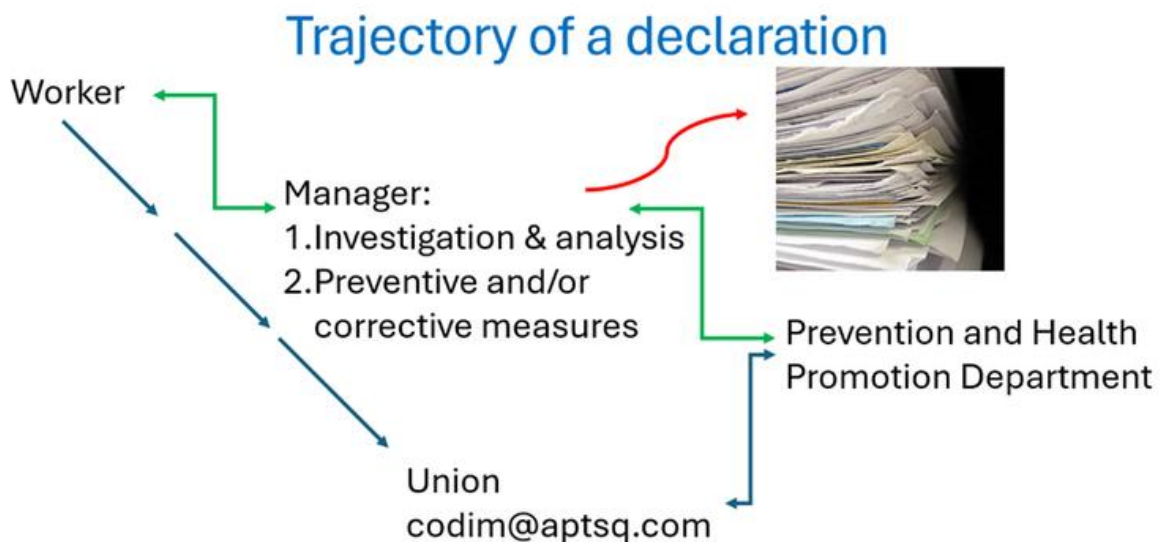 Trajectory of a declaration
Worker
Manager:
1.Investigation & analysis
2.Preventive and/or
corrective measures
Prevention and Health
Promotion Department
Union
codim@aptsq.com